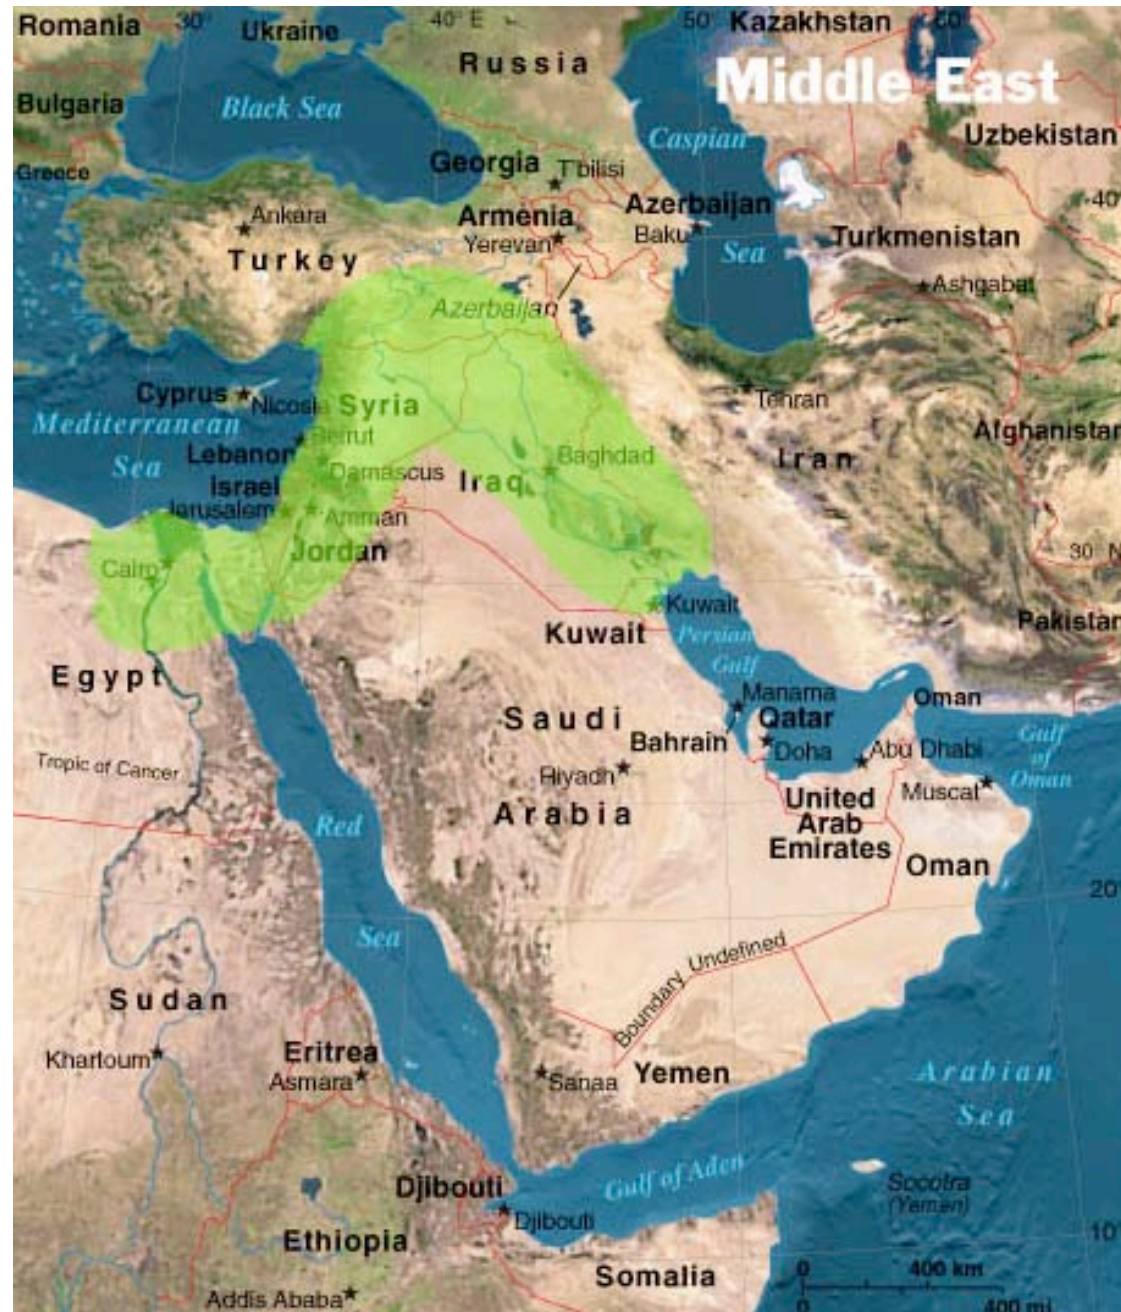 Romania
30°
Ukraine
40° E
50°
Kazakhstan
60°
Russia
Middle East
Bulgaria
Black Sea
Caspian
Uzbekistan
Greece
Georgia
T'bilisi
40°
Ankara
Armenia
Azerbaijan
Yerevan
Baku
Turkmenistan
Turkey
Sea
Ashgabat
Azerbaijan
Cyprus
Nicosia
Syria
Tehran
Mediterranean
Beirut
Afghanistan
Sea
Lebanon
Damascus
Baghdad
Iran
Israel
Iraq
Jerusalem
Amman
Jordan
30° N
Cairo
Kuwait
Pakistan
Kuwait
Persian
Gulf
Egypt
Manama
Oman
Saudi
Qatar
Bahrain
Doha
Abu Dhabi
Gulf
of
Oman
Tropic of Cancer
Riyadh
Muscat
Arabia
United
Arab
Emirates
Red
Oman
20°
Sea
Boundary Undefined
Sudan
Khartoum
Eritrea
Asmara
Sanaa
Yemen
Arabian
Sea
Djibouti
Gulf of Aden
Socotra
(Yemen)
Djibouti
Ethiopia
10°
Somalia
0 400 km
Addis Ababa
0 400 mi